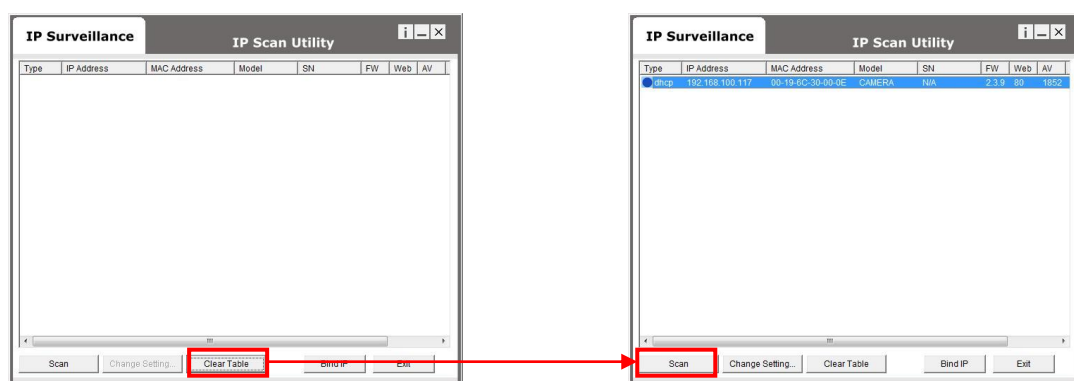 IP Surveillance
IP Scan Utility
Type IP Address MAC Address Model SN FW Web AV
Scan Change Setting... Clear Table Bind IP Exit
IP Surveillance
IP Scan Utility
Type IP Address MAC Address Model SN FW Web AV
dhcp 192.168.100.117 00-19-6C-30-00-0E CAMERA N/A 2.3.9 80 1852
Scan Change Setting... Clear Table Bind IP Exit